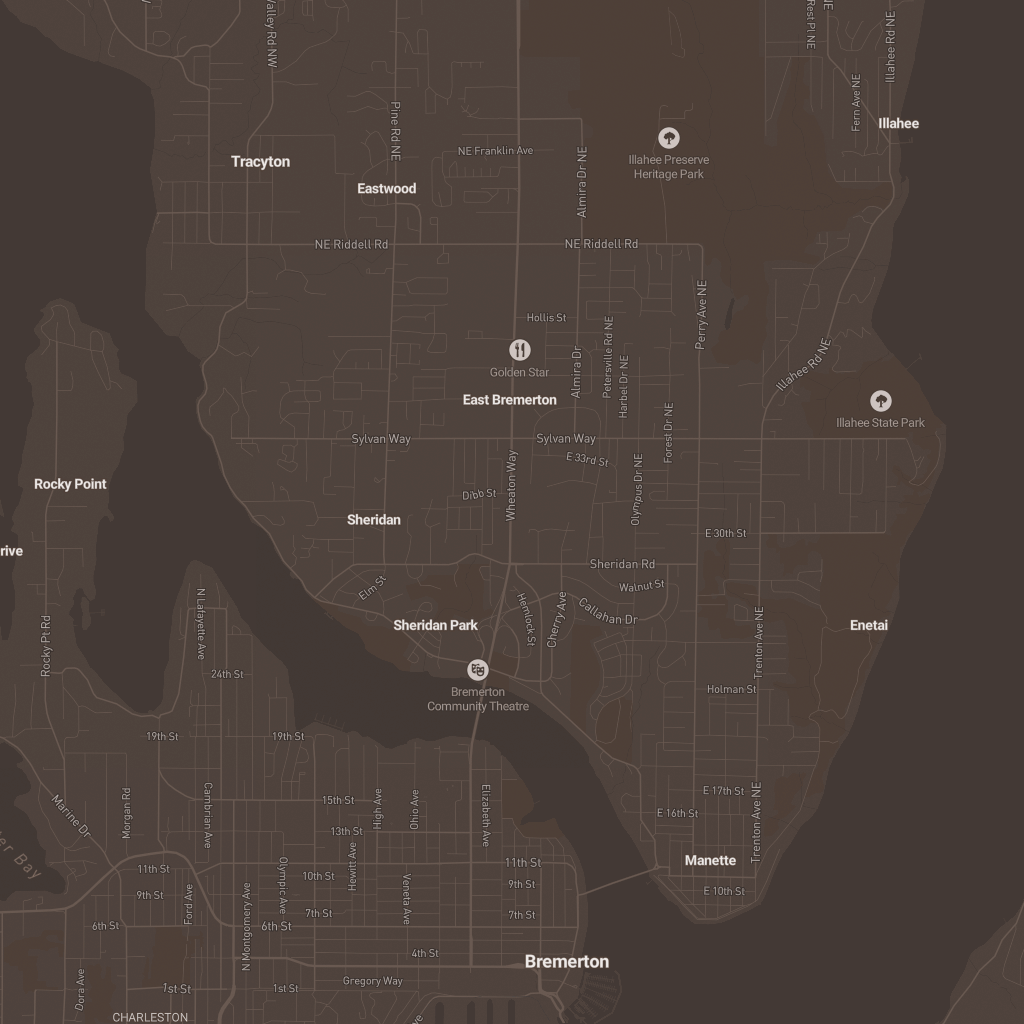 Valley Rd NW
Rest Pl NE
NE
Illahee Rd NE
Fern Ave NE
Illahee
Pine Rd NE
NE Franklin Ave
Almira Dr NE
Illahee Preserve
Heritage Park
Tracyton
Eastwood
NE Riddell Rd
NE Riddell Rd
Perry Ave NE
Hollis St
Golden Star
Almira Dr
Petersville Rd NE
Harbel Dr NE
Illahee Rd NE
East Bremerton
Illahee State Park
Sylvan Way
Sylvan Way
Forest Dr NE
E 33rd St
Rocky Point
Wheaton Way
Dibb St
Olympus Dr NE
Sheridan
E 30th St
rive
Sheridan Rd
Elm St
Walnut St
N Lafayette Ave
Hemlock St
Cherry Ave
Callahan Dr
Sheridan Park
Enetai
Rocky Pt Rd
Trenton Ave NE
24th St
Bremerton
Community Theatre
Holman St
19th St
19th St
E 17th St
15th St
Morgan Rd
Cambrian Ave
High Ave
Ohio Ave
Elizabeth Ave
E 16th St
Trenton Ave NE
Marine Dr
13th St
er Bay
Manette
11th St
11th St
Hewitt Ave
10th St
Olympic Ave
Veneta Ave
9th St
9th St
E 10th St
Ford Ave
7th St
7th St
6th St
6th St
N Montgomery Ave
4th St
Bremerton
Gregory Way
Dora Ave
1st St
1st St
CHARLESTON
ve